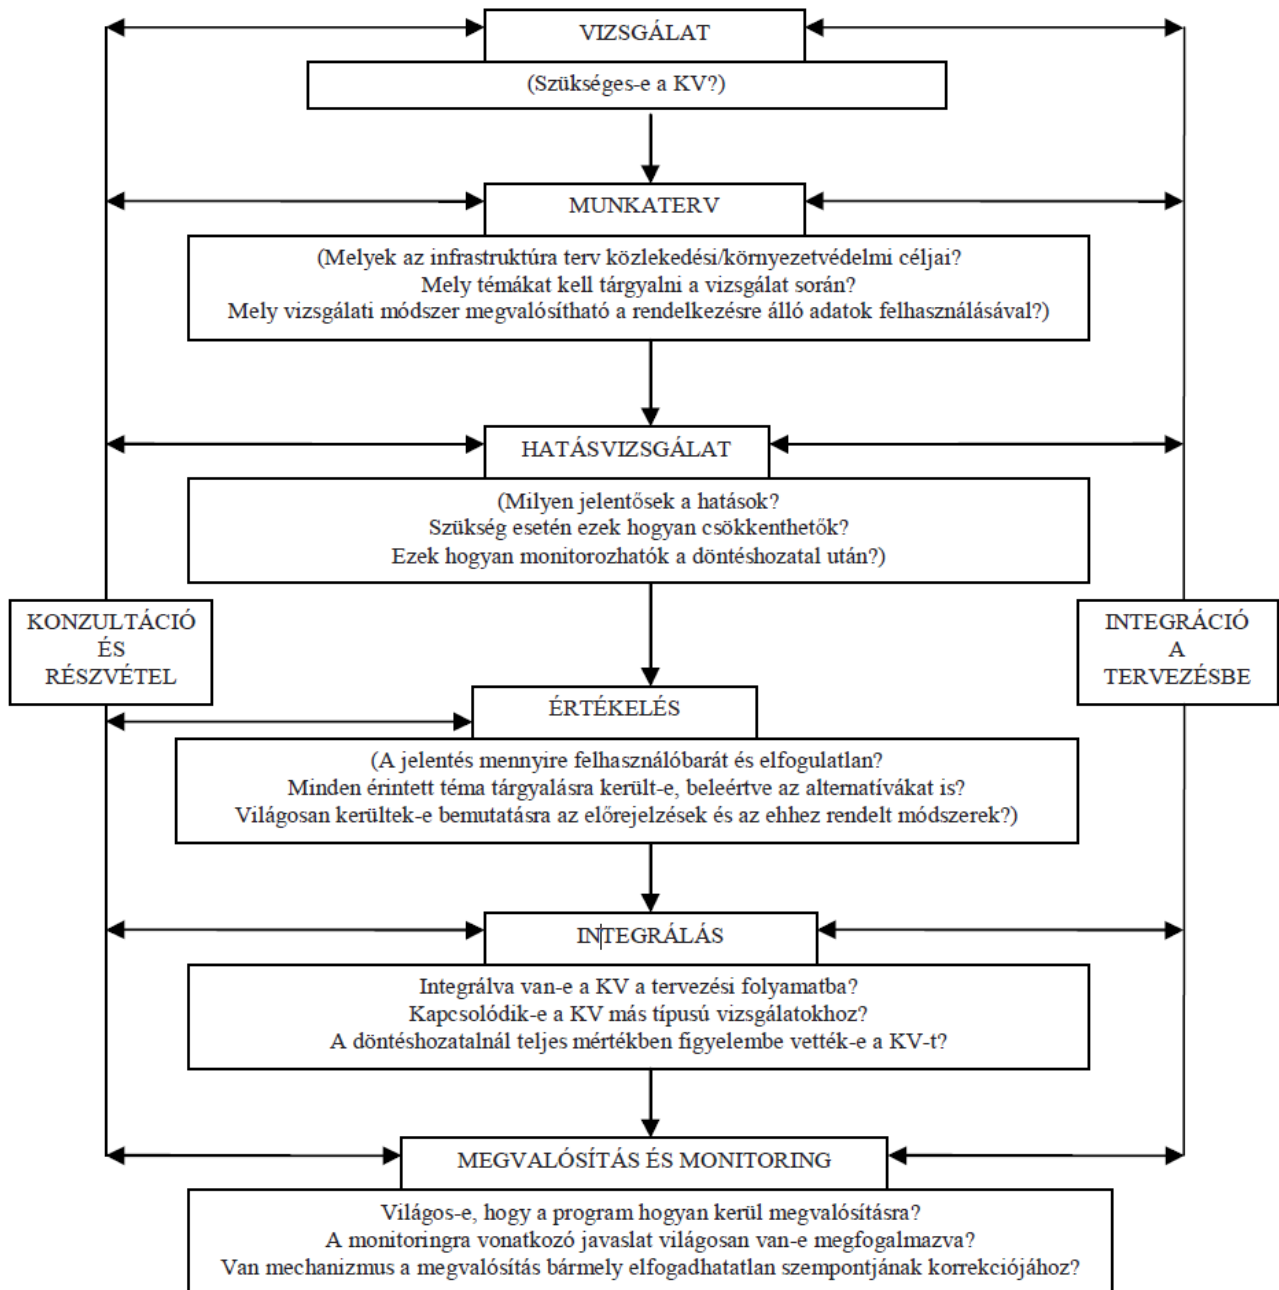 VIZSGÁLAT
(Szükséges-e a KV?)
MUNKATERV
(Melyek az infrastruktúra terv közlekedési/környezetvédelmi céljai?
Mely témákat kell tárgyalni a vizsgálat során?
Mely vizsgálati módszer megvalósítható a rendelkezésre álló adatok felhasználásával?)
HATÁSVIZSGÁLAT
(Milyen jelentősek a hatások?
Szükség esetén ezek hogyan csökkenthetők?
Ezek hogyan monitorozhatók a döntéshozatal után?)
KONZULTÁCIÓ
ÉS
RÉSZVÉTEL
INTEGRÁCIÓ
A
TERVEZÉSBE
ÉRTÉKELÉS
(A jelentés mennyire felhasználóbarát és elfogulatlan?
Minden érintett téma tárgyalásra került-e, beleértve az alternatívákat is?
Világosan kerültek-e bemutatásra az előrejelzések és az ehhez rendelt módszerek?)
INTEGRÁLÁS
Integrálva van-e a KV a tervezési folyamatba?
Kapcsolódik-e a KV más típusú vizsgálatokhoz?
A döntéshozatalnál teljes mértékben figyelembe vették-e a KV-t?
MEGVALÓSÍTÁS ÉS MONITORING
Világos-e, hogy a program hogyan kerül megvalósításra?
A monitoringra vonatkozó javaslat világosan van-e megfogalmazva?
Van mechanizmus a megvalósítás bármely elfogadhatatlan szempontjának korrekciójához?